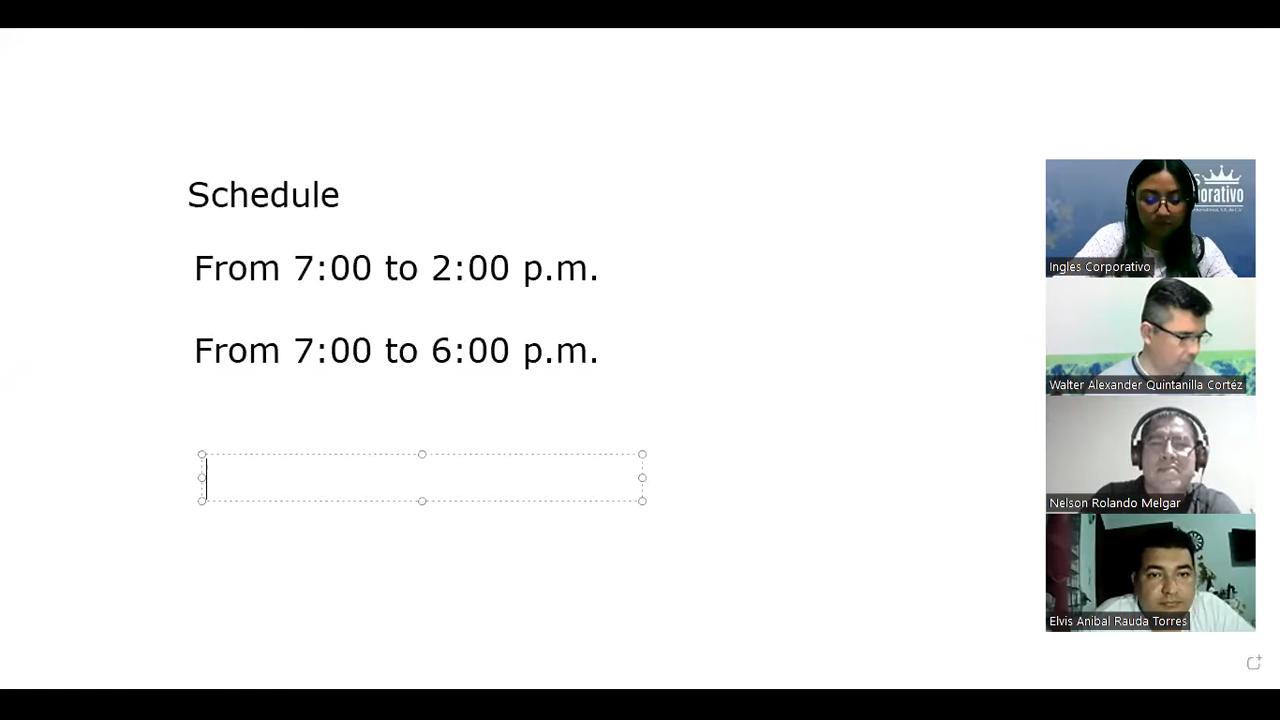 Schedule
From 7:00 to 2:00 p.m.
From 7:00 to 6:00 p.m.
Ingles Corporativo
Walter Alexander Quintanilla Cortéz
Nelson Rolando Melgar
Elvis Anibal Rauda Torres